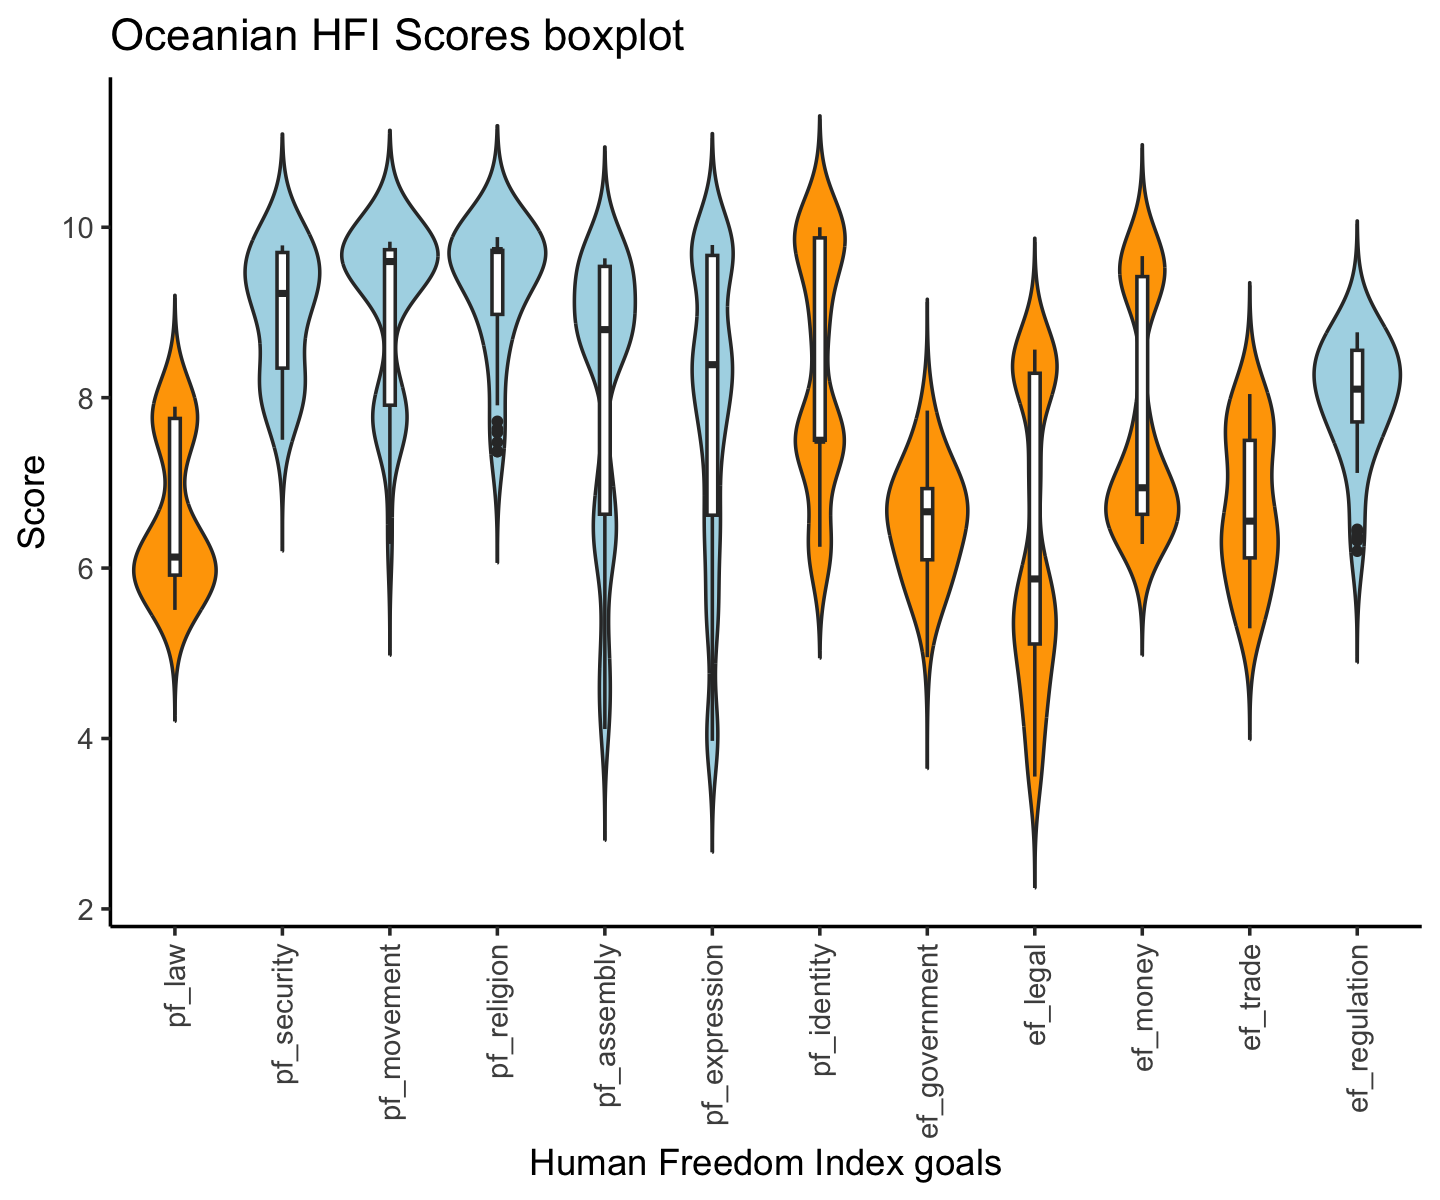 Oceanian HFI Scores boxplot
Score
10
8
6
4
2
pf_law
pf_security
pf_movement
pf_religion
pf_assembly
pf_expression
pf_identity
ef_government
ef_legal
ef_money
ef_trade
ef_regulation
Human Freedom Index goals